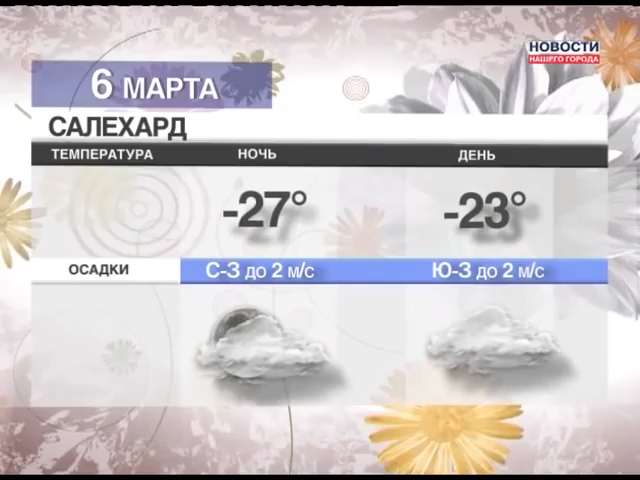 НОВОСТИ
НАШЕГО ГОРОДА
6 МАРТА
САЛЕХАРД
ТЕМПЕРАТУРА НОЧЬ ДЕНЬ
-27° -23°
ОСАДКИ С-З до 2 м/с Ю-З до 2 м/с